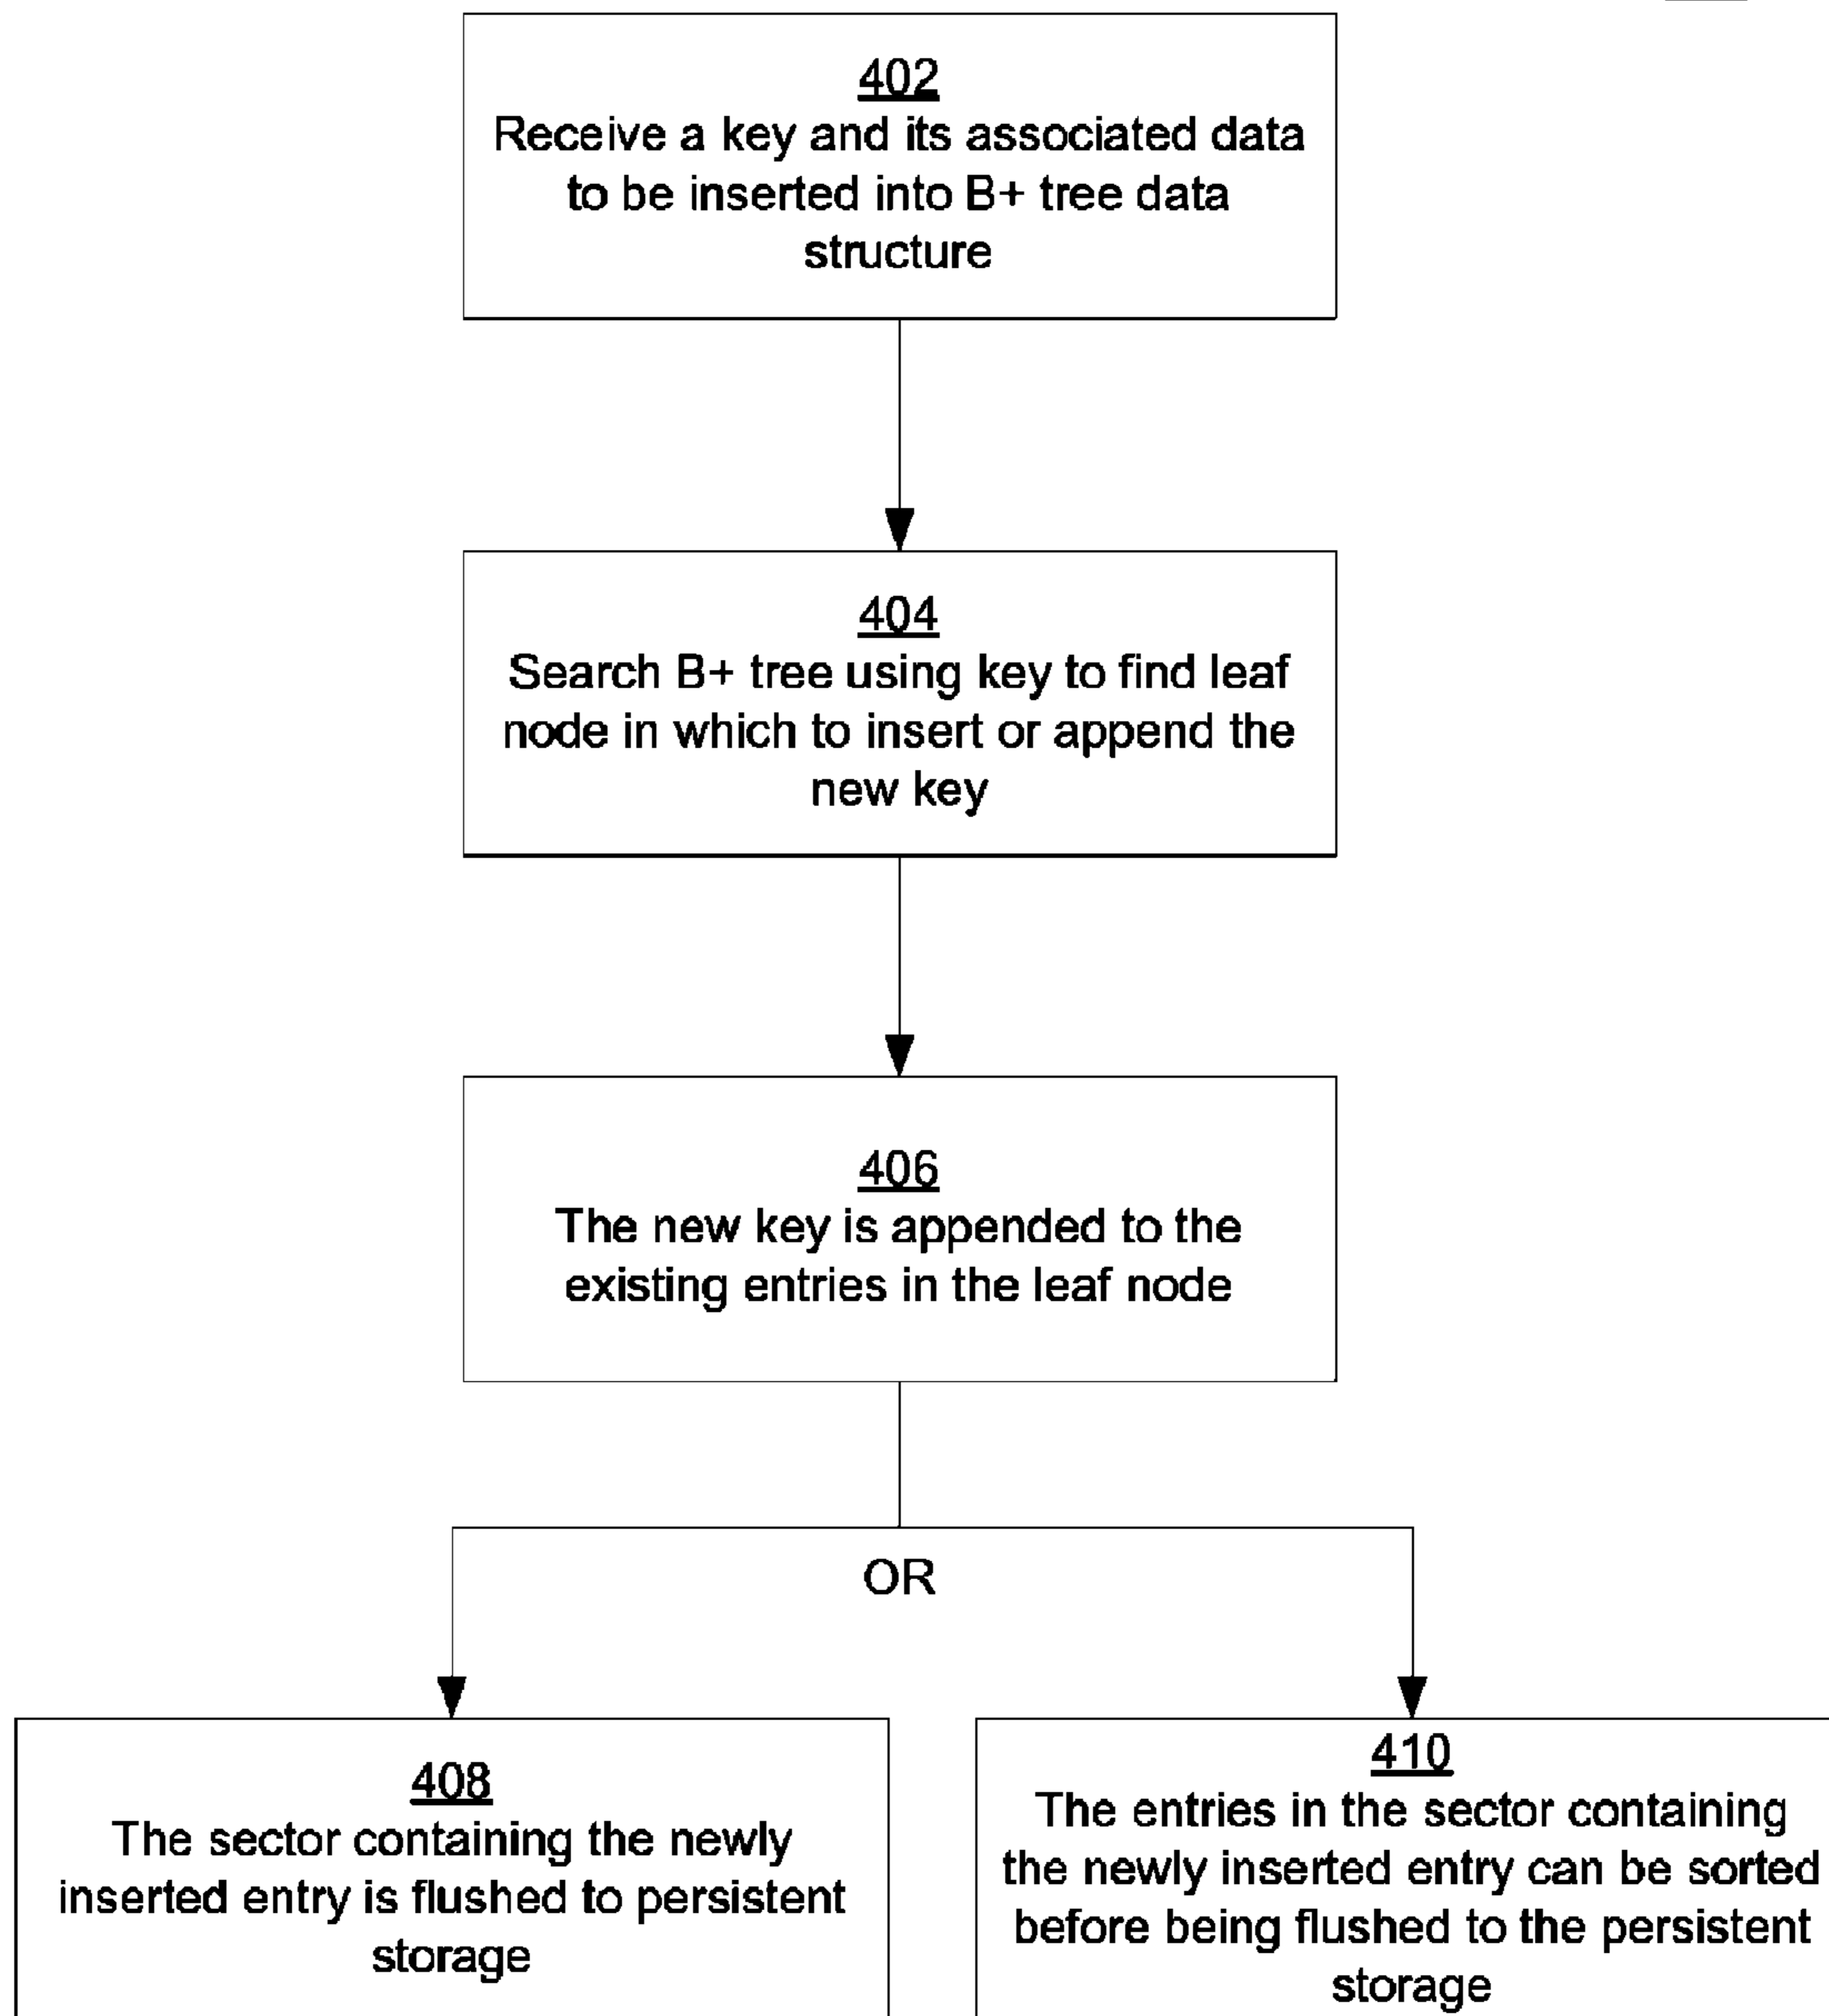 402
Receive a key and its associated data
to be inserted into B+ tree data
structure
404
Search B+ tree using key to find leaf
node in which to insert or append the
new key
406
The new key is appended to the
existing entries in the leaf node
OR
408
The sector containing the newly
inserted entry is flushed to persistent
storage
410
The entries in the sector containing
the newly inserted entry can be sorted
before being flushed to the persistent
storage